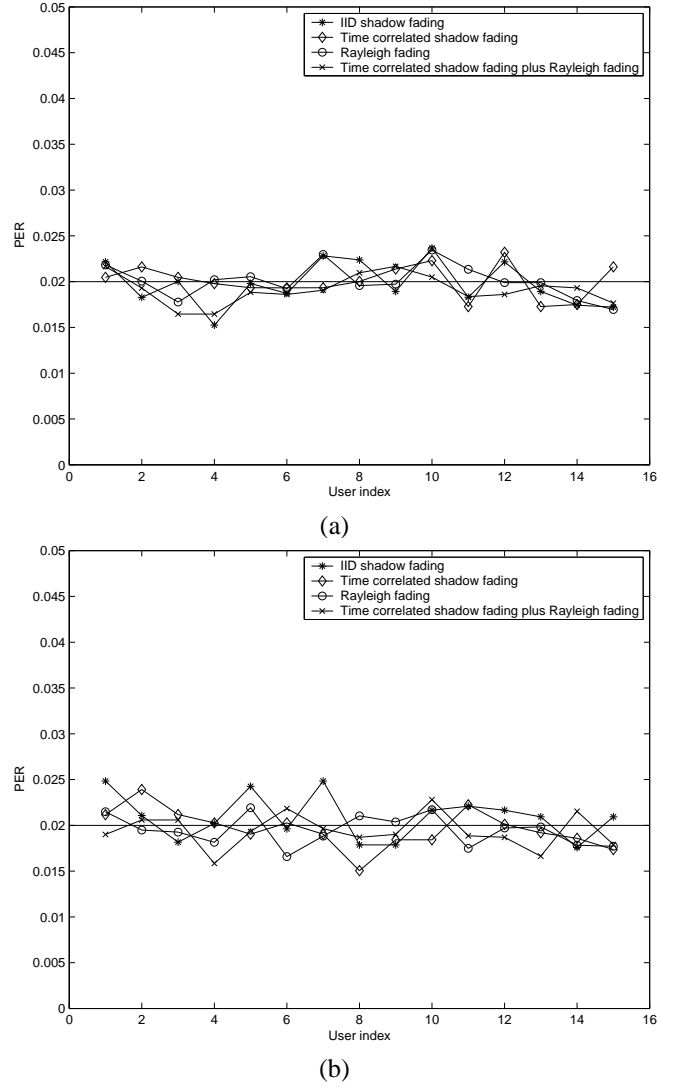 0.05
0.045
0.04
0.035
0.03
0.025
0.02
0.015
0.01
0.005
0
PER
IID shadow fading
Time correlated shadow fading
Rayleigh fading
Time correlated shadow fading plus Rayleigh fading
0 2 4 6 8 10 12 14 16
User index
(a)
0.05
0.045
0.04
0.035
0.03
0.025
0.02
0.015
0.01
0.005
0
PER
IID shadow fading
Time correlated shadow fading
Rayleigh fading
Time correlated shadow fading plus Rayleigh fading
0 2 4 6 8 10 12 14 16
User index
(b)